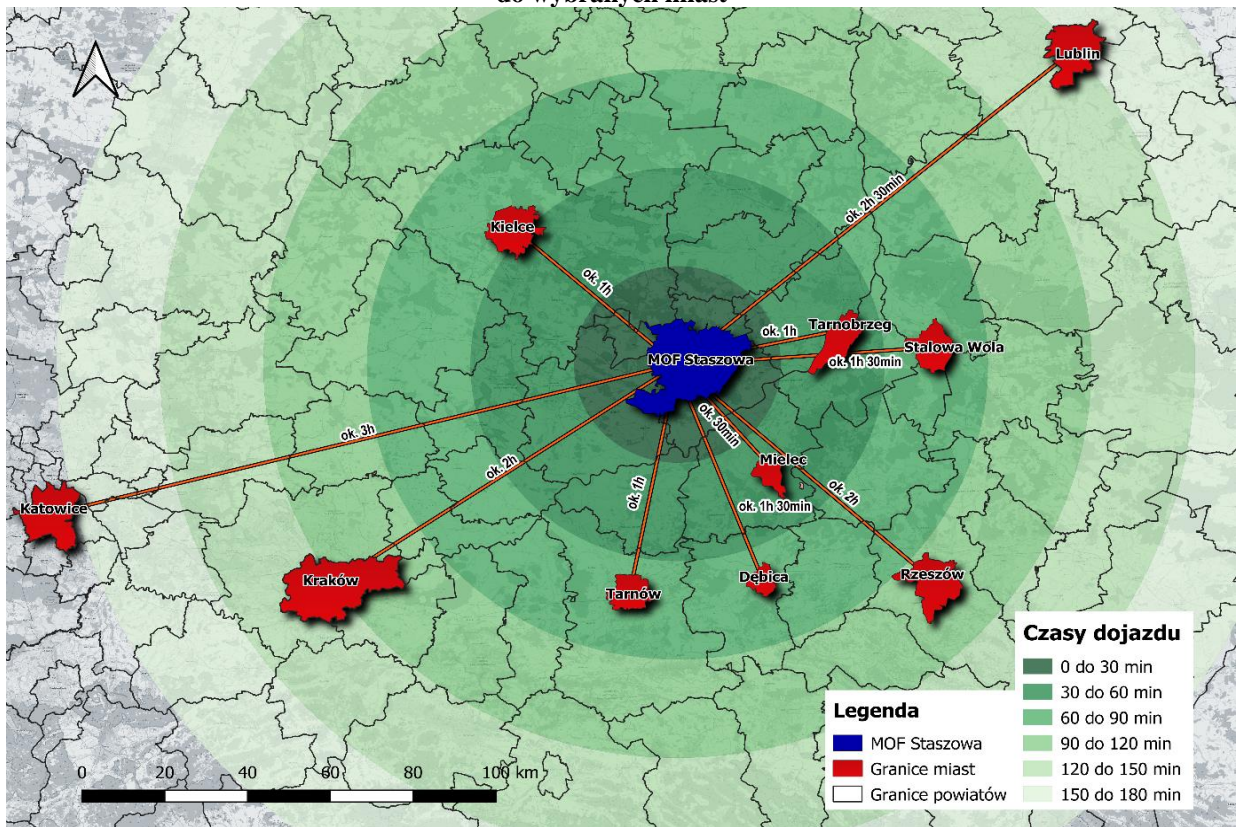 do wybranych miast
Lublin
ok. 2h 30min
Kielce
ok. 1h
Tarnobrzeg
ok. 1h
Stalowa Wola
MOF Staszowa
ok. 1h 30min
ok. 3h
ok. 30min
Mielec
ok. 2h
ok. 1h
ok. 2h
Katowice
ok. 1h 30min
Kraków
Tarnów
Dębica
Rzeszów
Czasy dojazdu
0 do 30 min
30 do 60 min
60 do 90 min
90 do 120 min
120 do 150 min
150 do 180 min
Legenda
MOF Staszowa
Granice miast
Granice powiatów
0 20 40 60 80 100 km